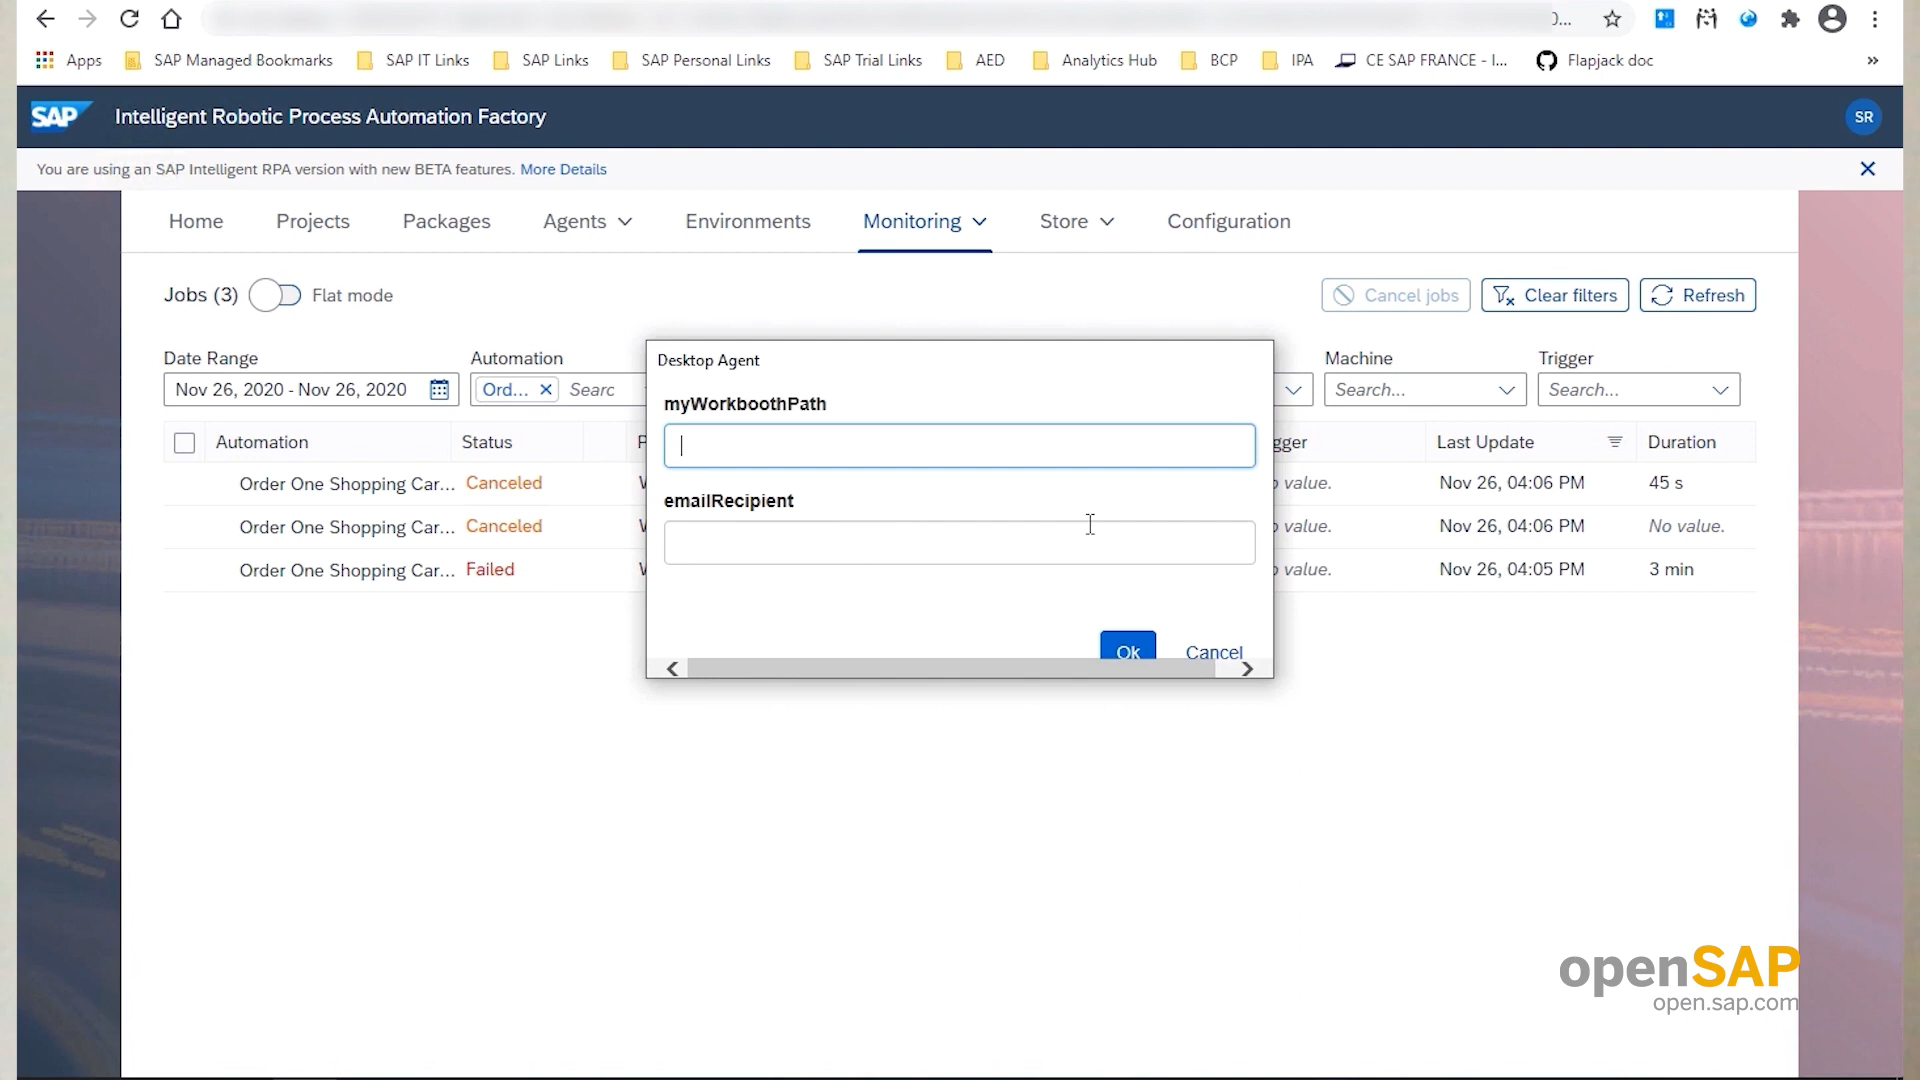 0...
Apps SAP Managed Bookmarks SAP IT Links SAP Links SAP Personal Links SAP Trial Links AED Analytics Hub BCP IPA CE SAP FRANCE - I... Flapjack doc »
SAP Intelligent Robotic Process Automation Factory SR
You are using an SAP Intelligent RPA version with new BETA features. More Details
Home Projects Packages Agents Environments Monitoring Store Configuration
Jobs (3) Flat mode Cancel jobs Clear filters Refresh
Date Range Automation Machine Trigger
Nov 26, 2020 - Nov 26, 2020 Ord... Searc Search... Search...
Automation Status P gger Last Update Duration
Order One Shopping Car... Canceled value. Nov 26, 04:06 PM 45 s
Order One Shopping Car... Canceled value. Nov 26, 04:06 PM No value.
Order One Shopping Car... Failed value. Nov 26, 04:05 PM 3 min
Desktop Agent
myWorkboothPath
emailRecipient
Ok Cancel
openSAP
open.sap.com